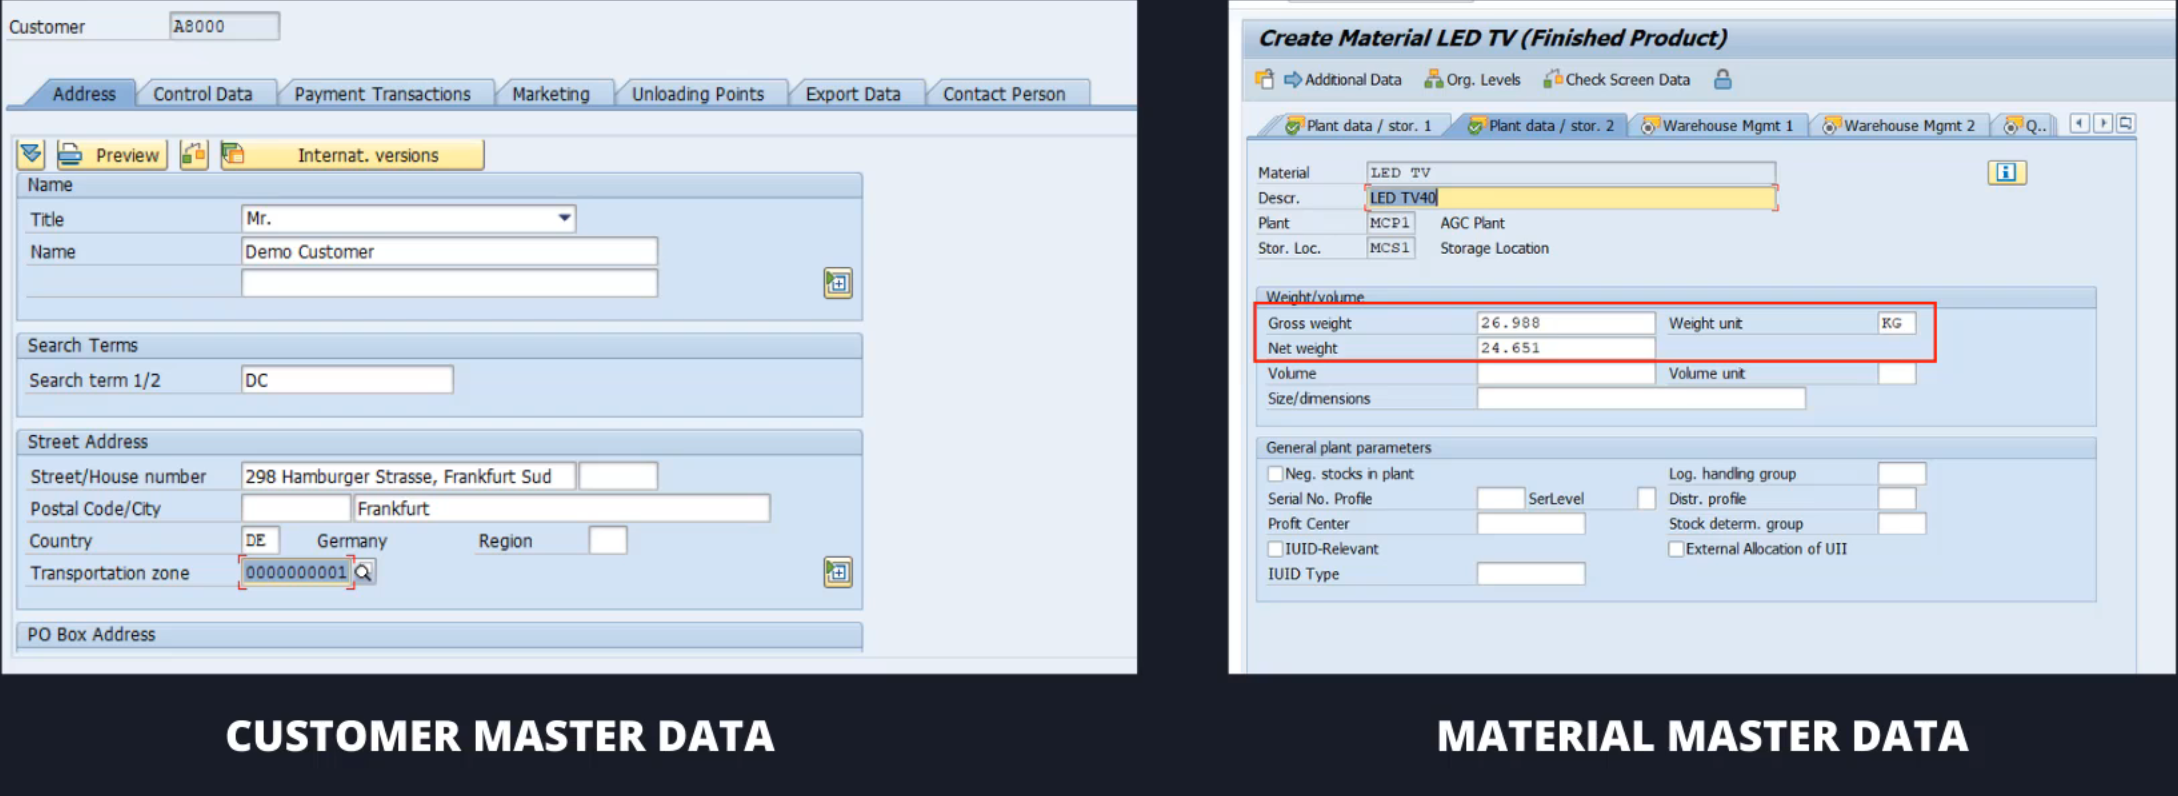 Customer A8000
Address Control Data Payment Transactions Marketing Unloading Points Export Data Contact Person
Preview Internat. versions
Name
Title Mr.
Name Demo Customer
Search Terms
Search term 1/2 DC
Street Address
Street/House number 298 Hamburger Strasse, Frankfurt Sud
Postal Code/City Frankfurt
Country DE Germany Region
Transportation zone 0000000001
PO Box Address
CUSTOMER MASTER DATA
Create Material LED TV (Finished Product)
Additional Data Org. Levels Check Screen Data
Plant data / stor. 1 Plant data / stor. 2 Warehouse Mgmt 1 Warehouse Mgmt 2 Q..
Material LED TV
Descr. LED TV40
Plant MCP1 AGC Plant
Stor. Loc. MCS1 Storage Location
Weight/volume
Gross weight 26.988 Weight unit KG
Net weight 24.651
Volume Volume unit
Size/dimensions
General plant parameters
Neg. stocks in plant Log. handling group
Serial No. Profile SerLevel Distr. profile
Profit Center Stock determ. group
IUID-Relevant External Allocation of UII
IUID Type
MATERIAL MASTER DATA